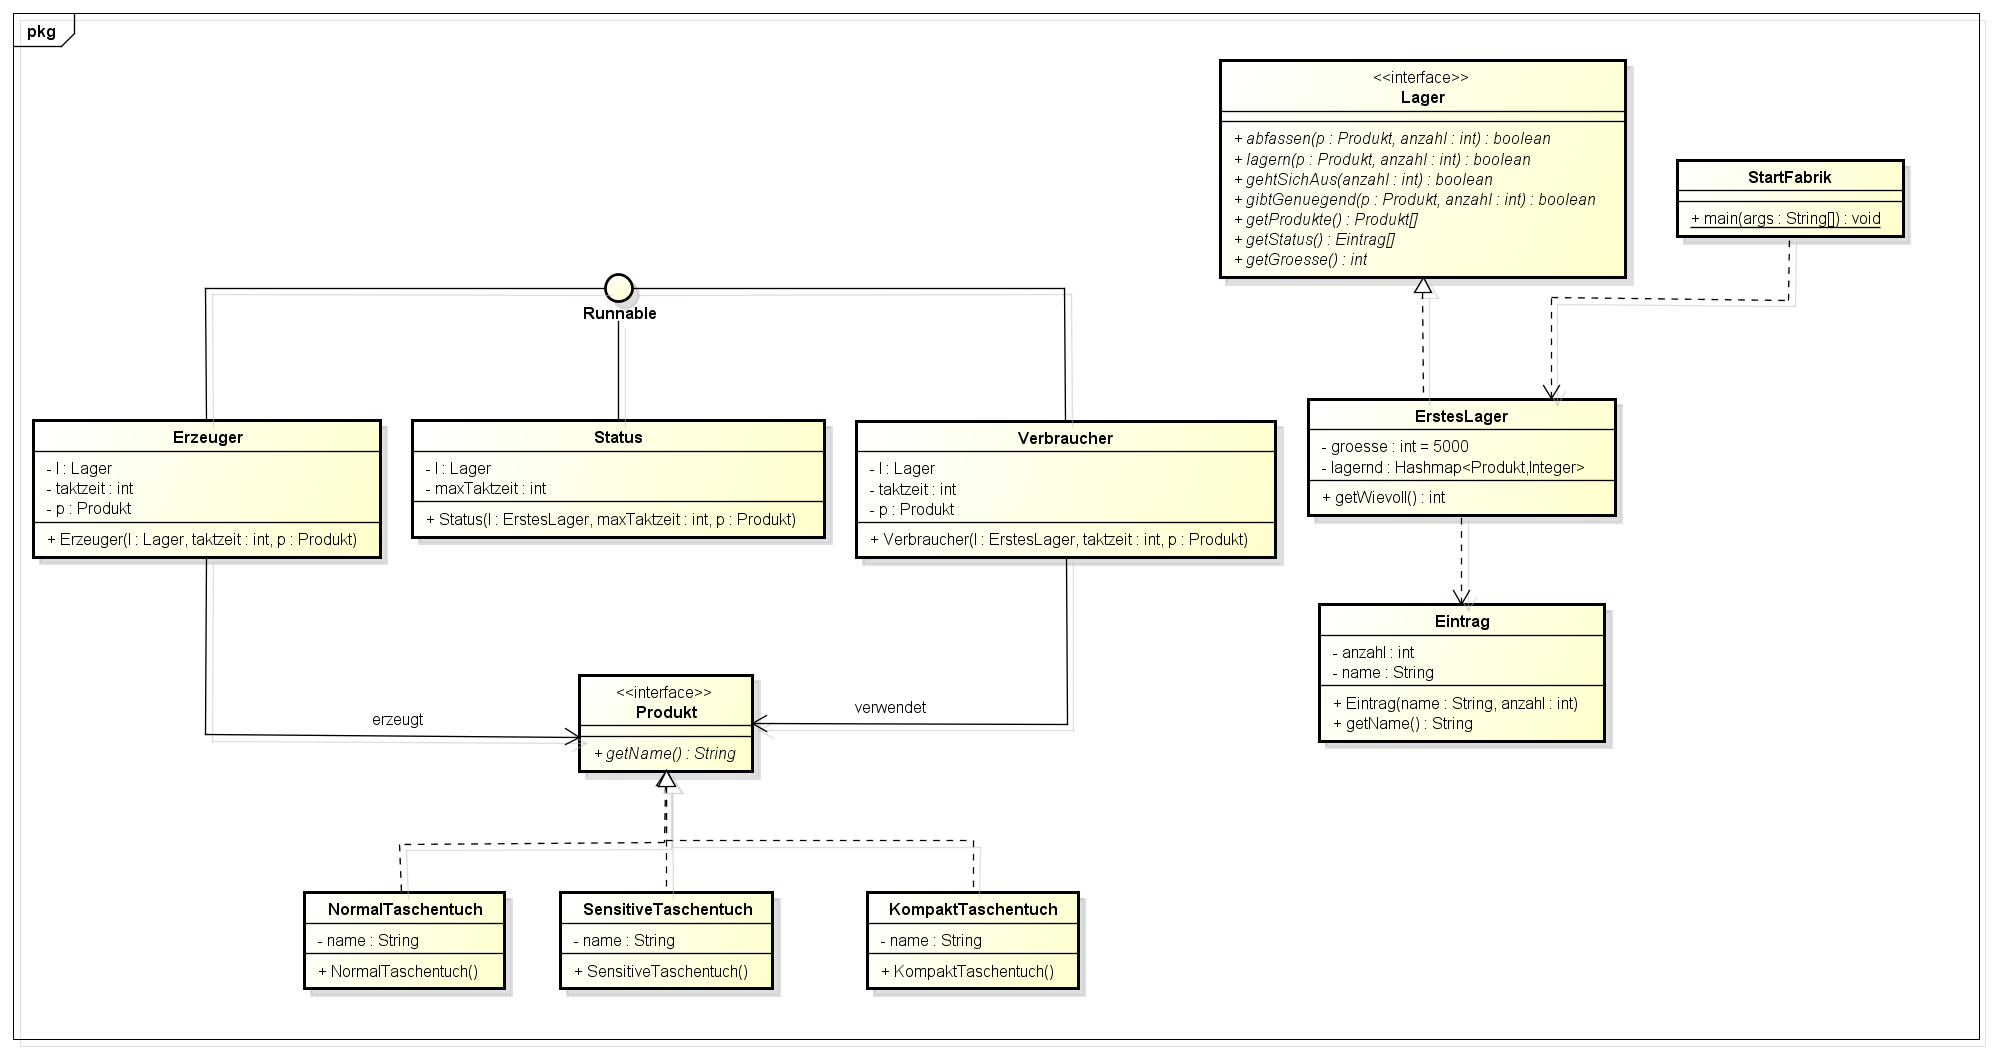 pkg
<<interface>>
Lager
+ abfassen(p : Produkt, anzahl : int) : boolean
+ lagern(p : Produkt, anzahl : int) : boolean
+ gehtSichAus(anzahl : int) : boolean
+ gibtGenuegend(p : Produkt, anzahl : int) : boolean
+ getProdukte() : Produkt[]
+ getStatus() : Eintrag[]
+ getGroesse() : int
StartFabrik
+ main(args : String[]) : void
Runnable
Erzeuger
- l : Lager
- taktzeit : int
- p : Produkt
+ Erzeuger(l : Lager, taktzeit : int, p : Produkt)
Status
- l : Lager
- maxTaktzeit : int
+ Status(l : ErstesLager, maxTaktzeit : int, p : Produkt)
Verbraucher
- l : Lager
- taktzeit : int
- p : Produkt
+ Verbraucher(l : ErstesLager, taktzeit : int, p : Produkt)
ErstesLager
- groesse : int = 5000
- lagernd : Hashmap<Produkt,Integer>
+ getWievoll() : int
Eintrag
- anzahl : int
- name : String
+ Eintrag(name : String, anzahl : int)
+ getName() : String
erzeugt
<<interface>>
Produkt
+ getName() : String
verwendet
NormalTaschentuch
- name : String
+ NormalTaschentuch()
SensitiveTaschentuch
- name : String
+ SensitiveTaschentuch()
KompaktTaschentuch
- name : String
+ KompaktTaschentuch()